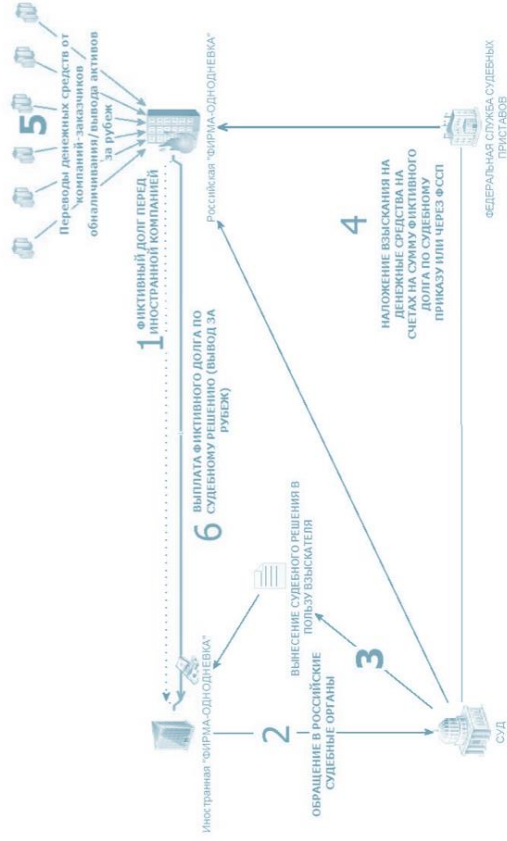 5
Переводы денежных средств от
компаний-заказчиков
обналичивания/вывода активов
за рубеж
1
ФИКТИВНЫЙ ДОЛГ ПЕРЕД
ИНОСТРАННОЙ КОМПАНИЕЙ
Российская "ФИРМА-ОДНОДНЕВКА"
6
ВЫПЛАТА ФИКТИВНОГО ДОЛГА ПО
СУДЕБНОМУ РЕШЕНИЮ (ВЫВОД ЗА
РУБЕЖ)
Иностранная "ФИРМА-ОДНОДНЕВКА"
2
ОБРАЩЕНИЕ В РОССИЙСКИЕ
СУДЕБНЫЕ ОРГАНЫ
ВЫНЕСЕНИЕ СУДЕБНОГО РЕШЕНИЯ В
ПОЛЬЗУ ВЗЫСКАТЕЛЯ
3
4
НАЛОЖЕНИЕ ВЗЫСКАНИЯ НА
ДЕНЕЖНЫЕ СРЕДСТВА НА
СЧЕТАХ НА СУММУ ФИКТИВНОГО
ДОЛГА ПО СУДЕБНОМУ
ПРИКАЗУ ИЛИ ЧЕРЕЗ ФССП
СУД
ФЕДЕРАЛЬНАЯ СЛУЖБА СУДЕБНЫХ
ПРИСТАВОВ